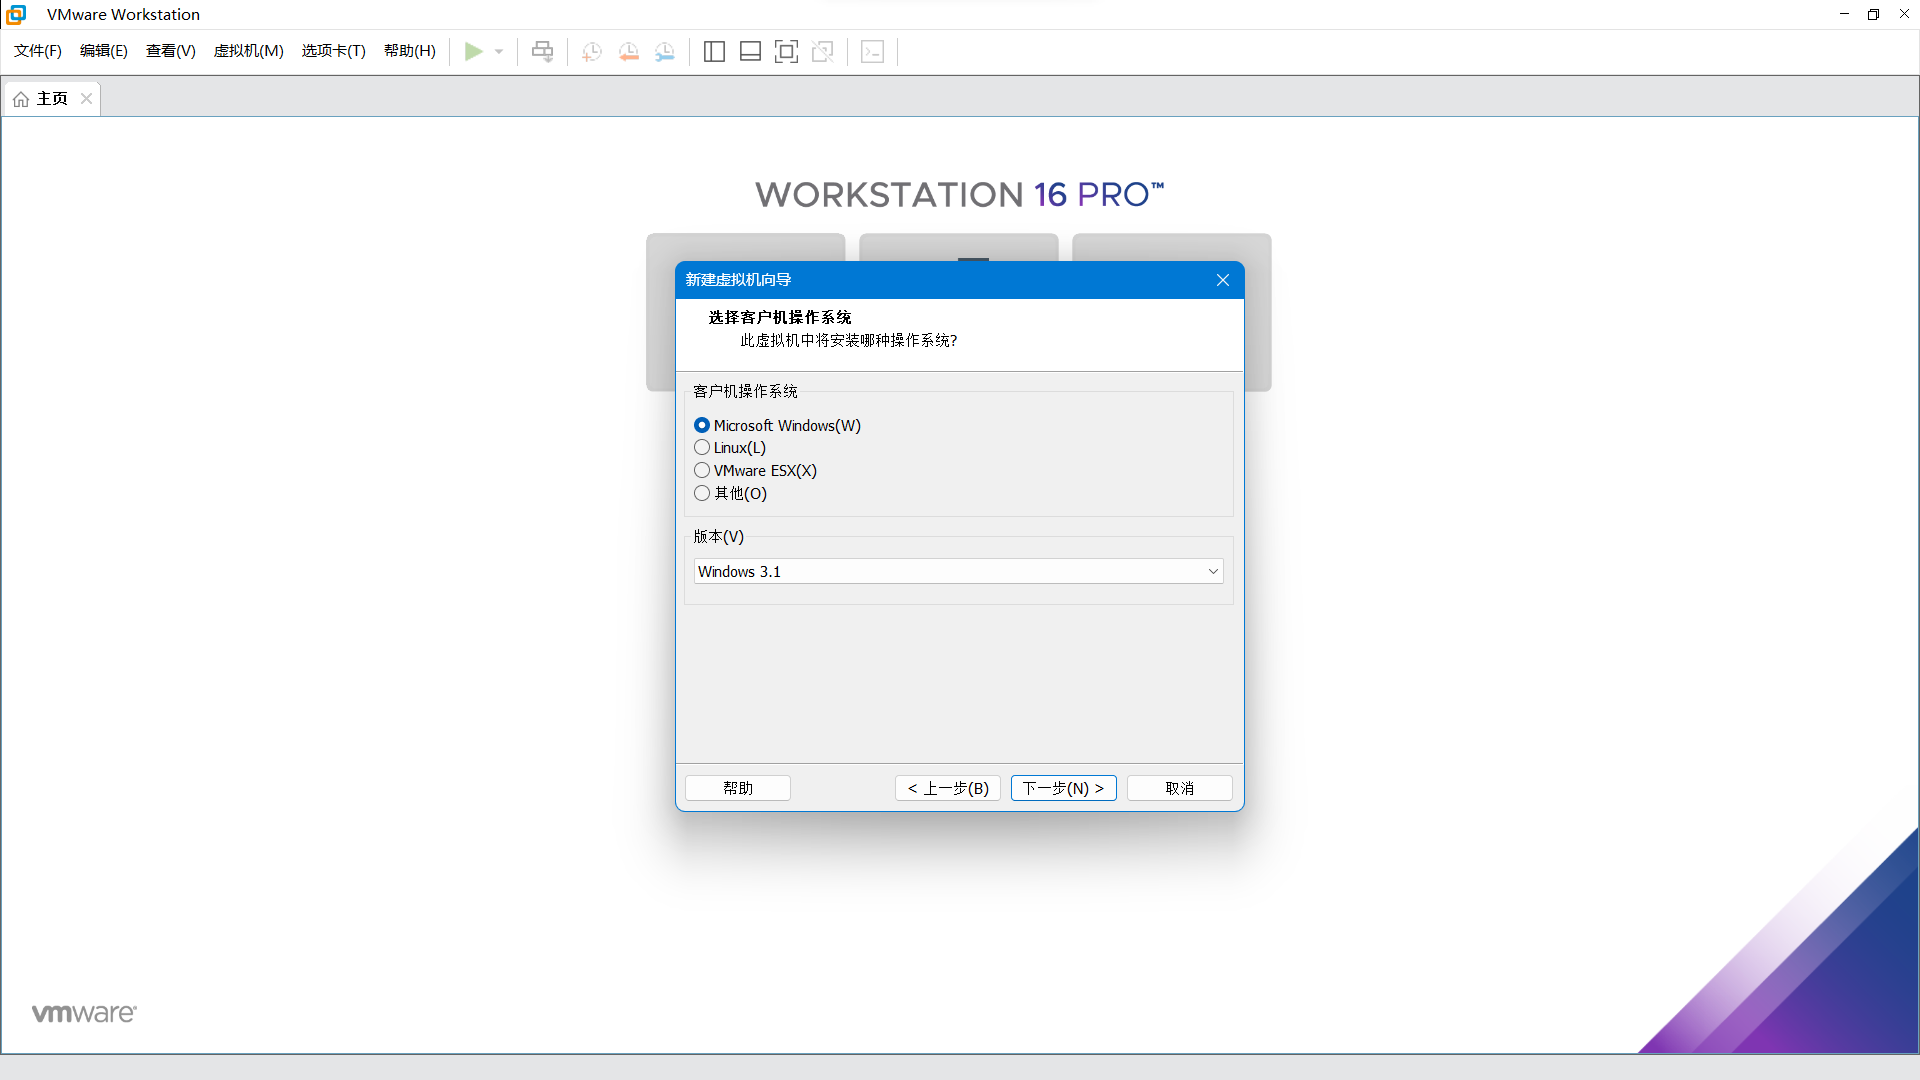 VMware Workstation
文件(F) 编辑(E) 查看(V) 虚拟机(M) 选项卡(T) 帮助(H)
主页
WORKSTATION 16 PRO™
新建虚拟机向导
选择客户机操作系统
此虚拟机中将安装哪种操作系统?
客户机操作系统
Microsoft Windows(W)
Linux(L)
VMware ESX(X)
其他(O)
版本(V)
Windows 3.1
帮助 < 上一步(B) 下一步(N) > 取消
vmware®